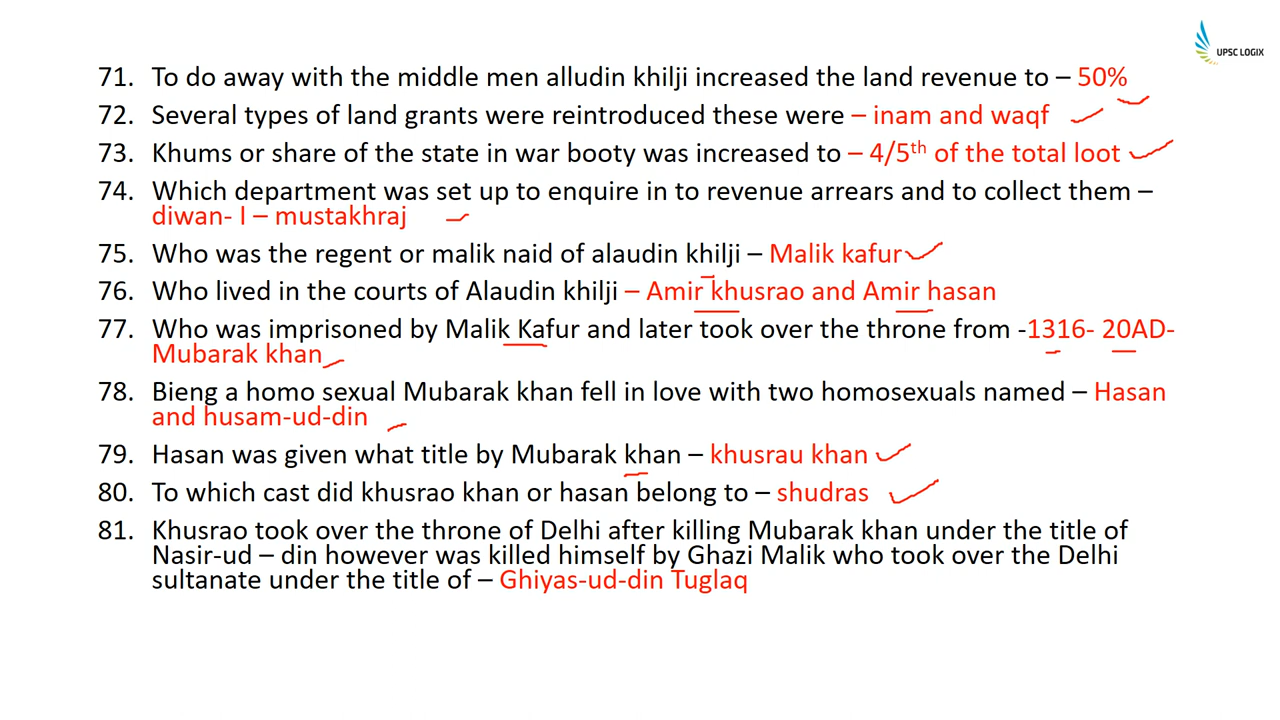 UPSC LOGIX
71. To do away with the middle men alludin khilji increased the land revenue to – 50%
72. Several types of land grants were reintroduced these were – inam and waqf
73. Khums or share of the state in war booty was increased to – 4/5th of the total loot
74. Which department was set up to enquire in to revenue arrears and to collect them –
diwan- I – mustakhraj
75. Who was the regent or malik naid of alaudin khilji – Malik kafur
76. Who lived in the courts of Alaudin khilji – Amir khusrao and Amir hasan
77. Who was imprisoned by Malik Kafur and later took over the throne from -1316- 20AD-
Mubarak khan
78. Bieng a homo sexual Mubarak khan fell in love with two homosexuals named – Hasan
and husam-ud-din
79. Hasan was given what title by Mubarak khan – khusrau khan
80. To which cast did khusrao khan or hasan belong to – shudras
81. Khusrao took over the throne of Delhi after killing Mubarak khan under the title of
Nasir-ud – din however was killed himself by Ghazi Malik who took over the Delhi
sultanate under the title of – Ghiyas-ud-din Tuglaq